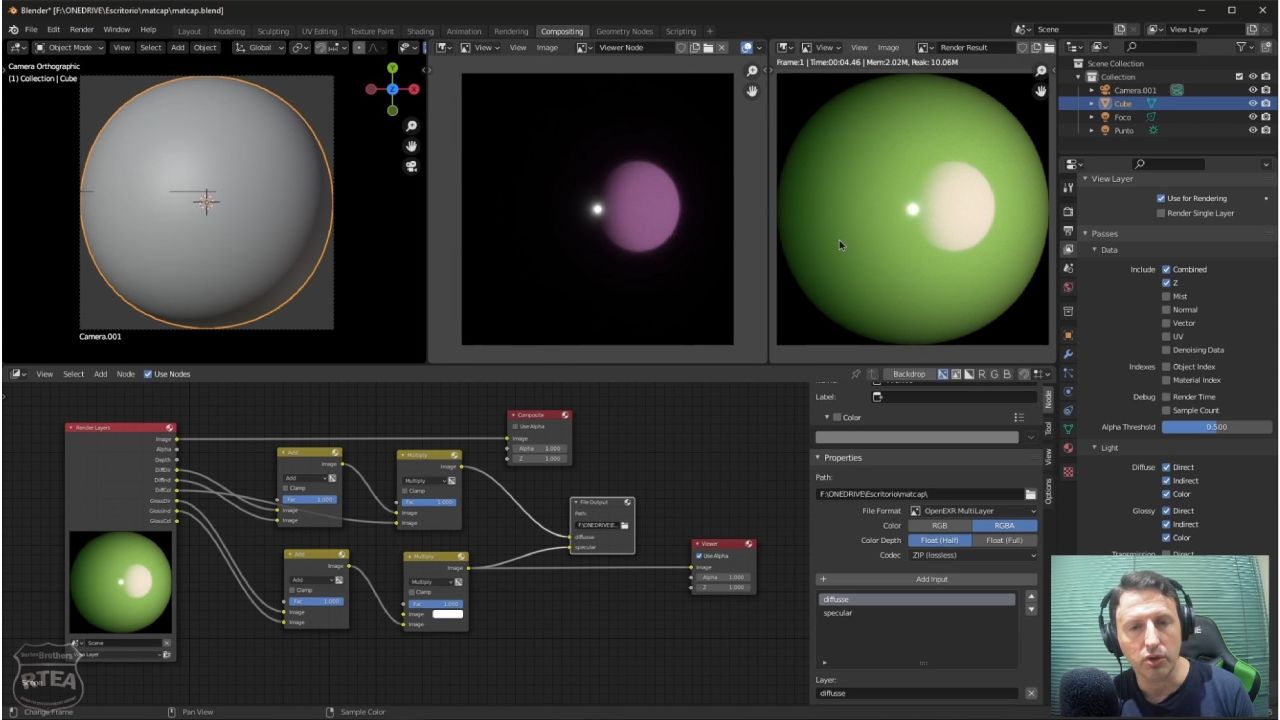 Blender* [F:\ONEDRIVE\Escritorio\matcap\matcap.blend]
File Edit Render Window Help Layout Modeling Sculpting UV Editing Texture Paint Shading Animation Rendering Compositing Geometry Nodes Scripting + Scene View Layer
Object Mode View Select Add Object Global
Camera Orthographic
(1) Collection | Cube
Y
X
Z
Camera.001
View View Image Viewer Node
View View Image Render Result
Frame:1 | Time:00:04.46 | Mem:2.02M, Peak: 10.06M
Scene Collection
Collection
Camera.001
Cube
Foco
Punto
View Layer
Use for Rendering
Render Single Layer
Passes
Data
Include Combined
Z
Mist
Normal
Vector
UV
Denoising Data
Indexes Object Index
Material Index
Debug Render Time
Sample Count
Alpha Threshold 0.500
Light
Diffuse Direct
Indirect
Color
Glossy Direct
Indirect
Color
Direct
View Select Add Node Use Nodes Backdrop R G B
Render Layers
Image
Alpha
Depth
DiffDir
DiffInd
DiffCol
GlossDir
GlossInd
GlossCol
Scene
View Layer
Add
Image
Add
Clamp
Fac 1.000
Image
Image
Multiply
Image
Multiply
Clamp
Fac 1.000
Image
Image
Add
Image
Add
Clamp
Fac 1.000
Image
Image
Multiply
Image
Multiply
Clamp
Fac 1.000
Image
Image
Composite
Use Alpha
Image
Alpha 1.000
Z 1.000
File Output
Path:
F:\ONEDRIVE\E...
diffusse
specular
Viewer
Use Alpha
Image
Alpha 1.000
Z 1.000
Label:
Color
Properties
Path:
F:\ONEDRIVE\Escritorio\matcap\
File Format OpenEXR MultiLayer
Color RGB RGBA
Color Depth Float (Half) Float (Full)
Codec ZIP (lossless)
Add Input
diffusse
specular
Layer:
diffusse
Node
Tool
View
Options
VertexBrothers
RTEA
Scene
Change Frame Pan View Sample Color